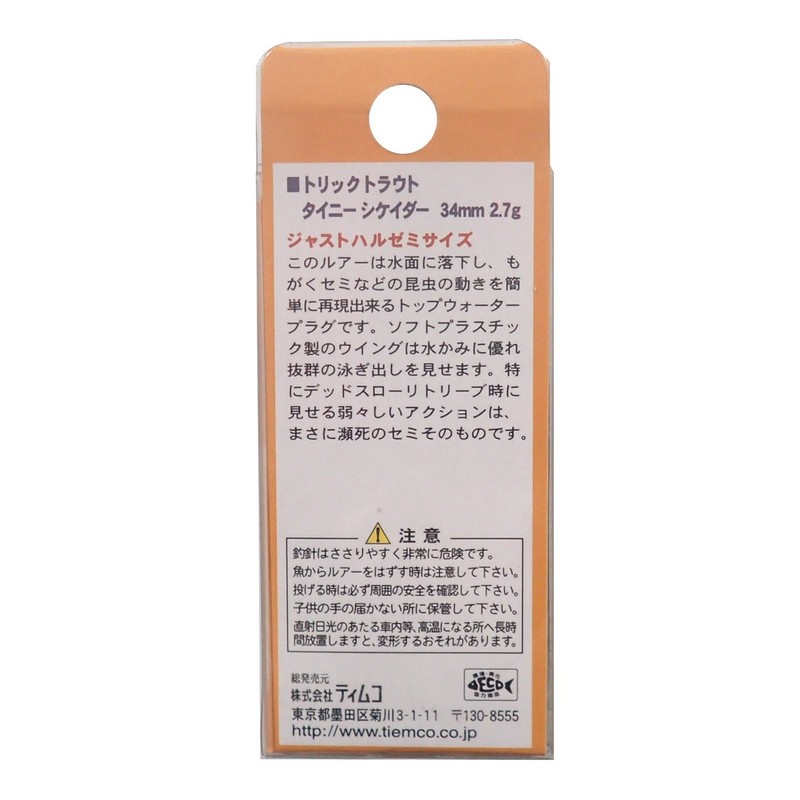 ■トリックトラウト
タイニーシケイダー 34mm 2.7g
ジャストハルゼミサイズ
このルアーは水面に落下し、も
がくセミなどの昆虫の動きを簡
単に再現出来るトップウォーター
プラグです。ソフトプラスチッ
ク製のウイングは水かみに優れ
抜群の泳ぎ出しを見せます。特
にデッドスローリトリーブ時に
見せる弱々しいアクションは、
まさに瀕死のセミそのものです。
注意
釣針はささりやすく非常に危険です。
魚からルアーをはずす時は注意して下さい。
投げる時は必ず周囲の安全を確認して下さい。
子供の手の届かない所に保管して下さい。
直射日光のあたる車内等、高温になる所へ長時
間放置しますと、変形するおそれがあります。
総発売元
株式会社ティムコ
ECO
東京都墨田区菊川3-1-11 〒130-8555
http://www.tiemco.co.jp